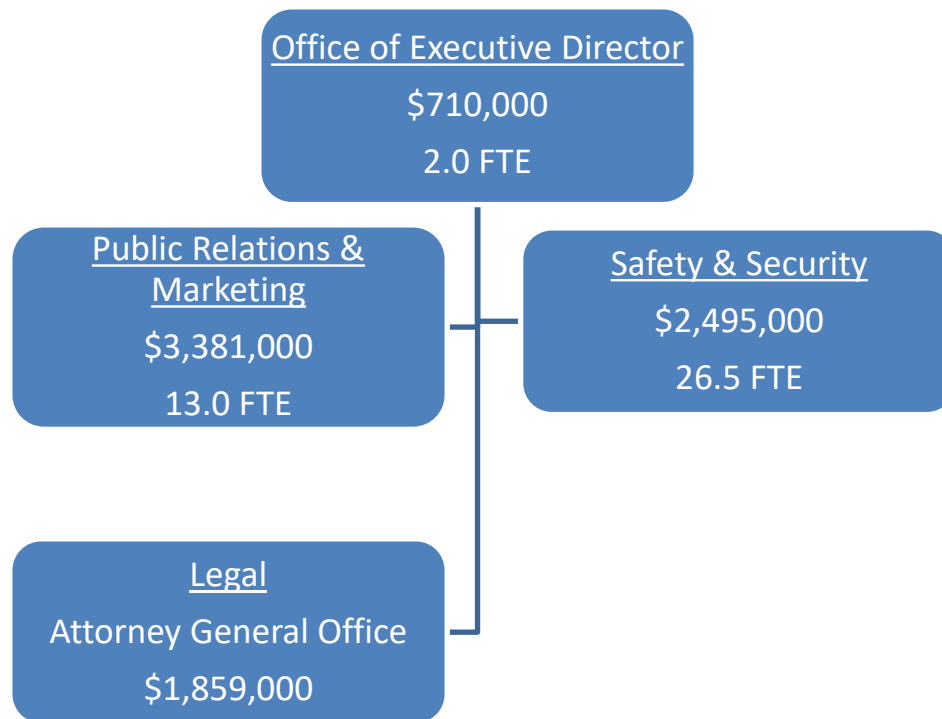 Office of Executive Director
$710,000
2.0 FTE
Public Relations &
Marketing
$3,381,000
13.0 FTE
Safety & Security
$2,495,000
26.5 FTE
Legal
Attorney General Office
$1,859,000